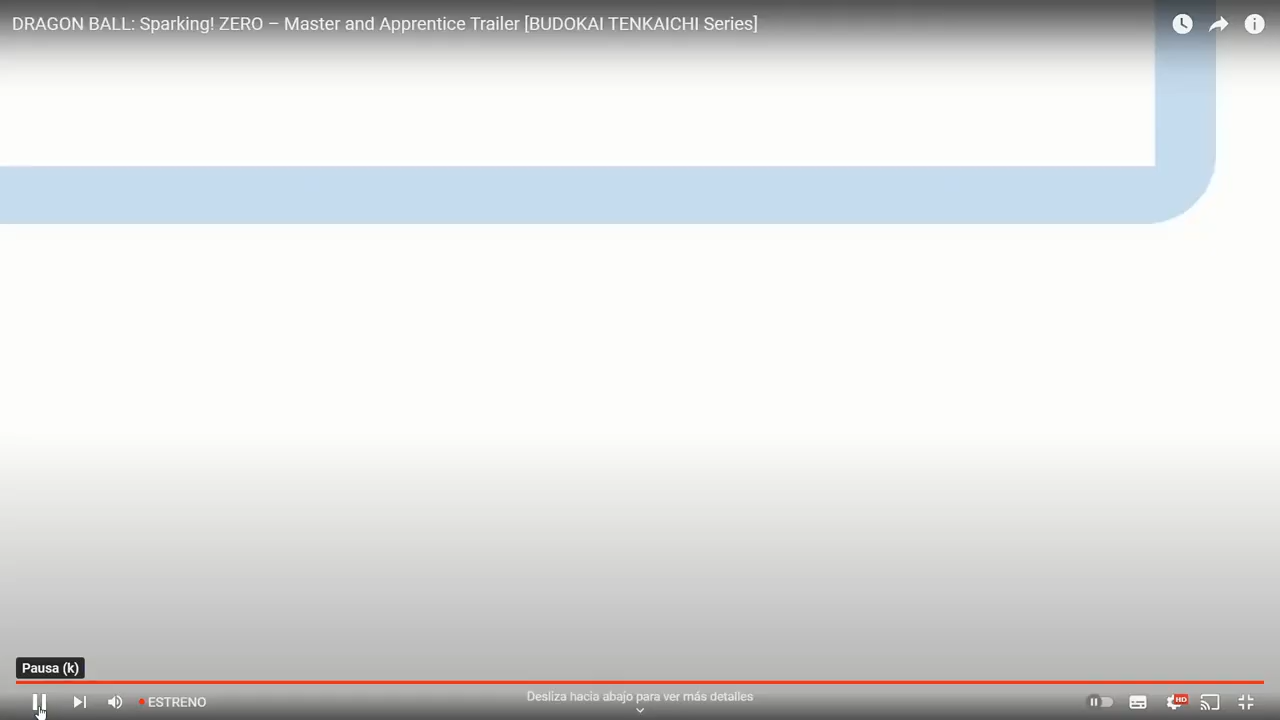 DRAGON BALL: Sparking! ZERO – Master and Apprentice Trailer [BUDOKAI TENKAICHI Series]
Pausa (k)
ESTRENO
Desliza hacia abajo para ver más detalles
HD